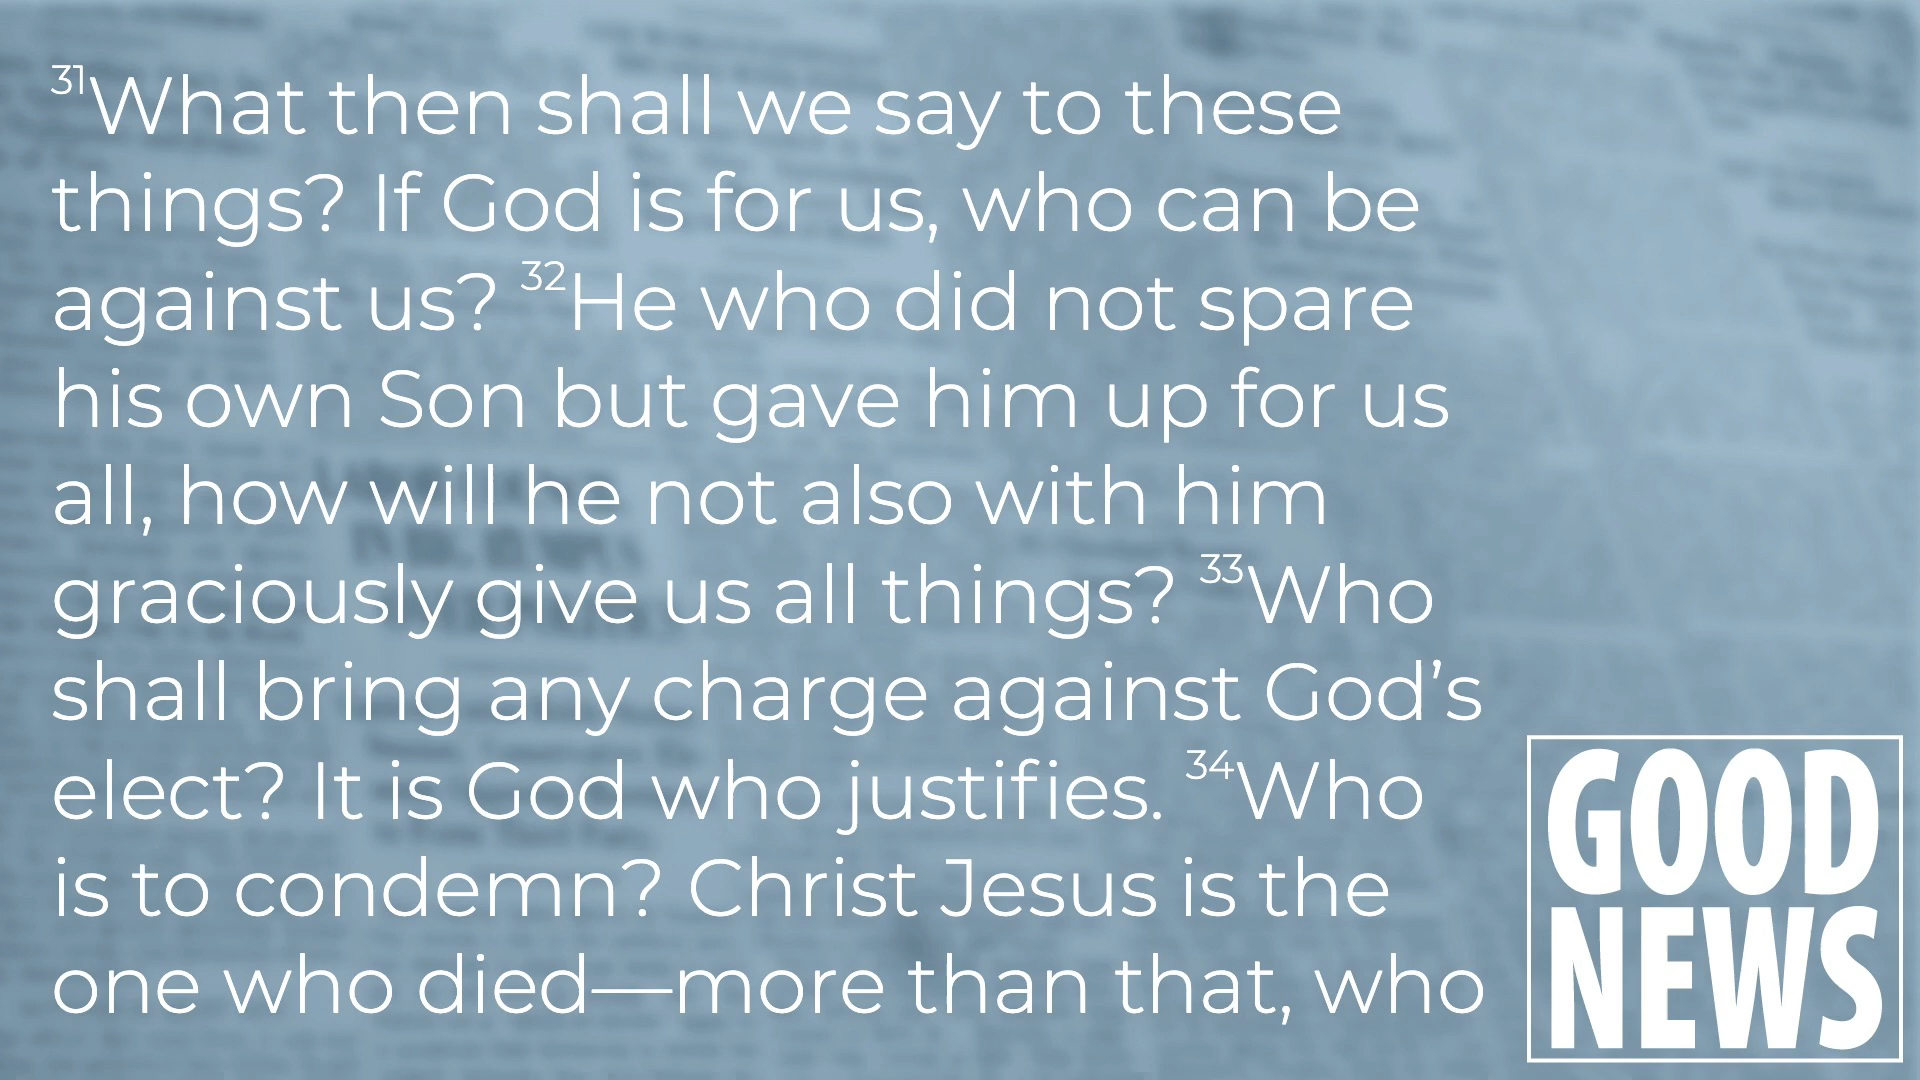 31What then shall we say to these
things? If God is for us, who can be
against us? 32He who did not spare
his own Son but gave him up for us
all, how will he not also with him
graciously give us all things? 33Who
shall bring any charge against God’s
elect? It is God who justifies. 34Who
is to condemn? Christ Jesus is the
one who died—more than that, who
GOOD
NEWS